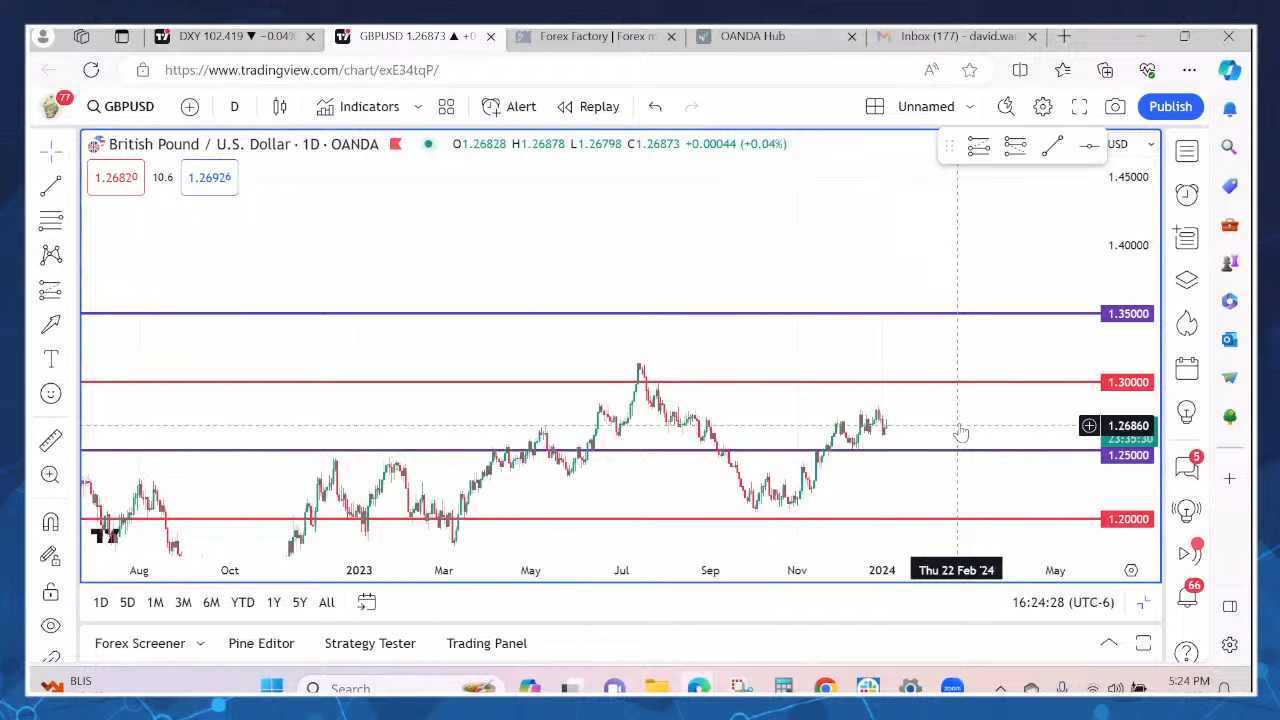 DXY 102.419 ▼ −0.04%
GBPUSD 1.26873 ▲ +0
Forex Factory | Forex m
OANDA Hub
Inbox (177) - david.wa
https://www.tradingview.com/chart/exE34tqP/
77
GBPUSD
D
Indicators
Alert
Replay
Unnamed
Publish
British Pound / U.S. Dollar · 1D · OANDA
O1.26828 H1.26878 L1.26798 C1.26873 +0.00044 (+0.04%)
USD
1.26820 10.6 1.26926
1.45000
1.40000
1.35000
1.30000
1.26860
23:35:30
1.25000
1.20000
5
66
Aug Oct 2023 Mar May Jul Sep Nov 2024 Thu 22 Feb '24 May
1D 5D 1M 3M 6M YTD 1Y 5Y All
16:24:28 (UTC-6)
Forex Screener Pine Editor Strategy Tester Trading Panel
BLIS
Search
zoom
5:24 PM